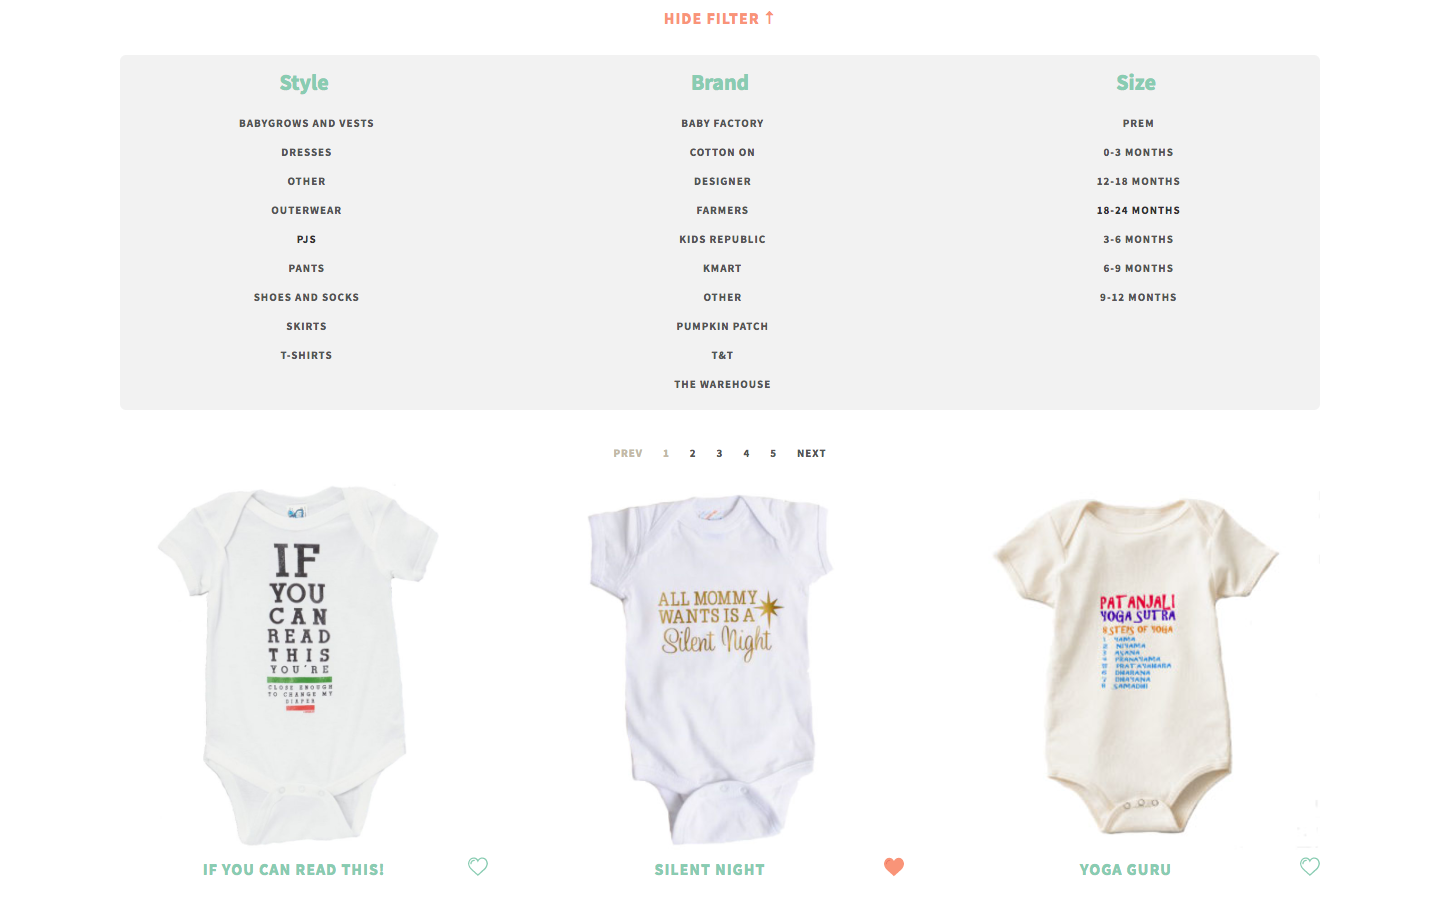 HIDE FILTER ↑
Style
BABYGROWS AND VESTS
DRESSES
OTHER
OUTERWEAR
PJS
PANTS
SHOES AND SOCKS
SKIRTS
T-SHIRTS
Brand
BABY FACTORY
COTTON ON
DESIGNER
FARMERS
KIDS REPUBLIC
KMART
OTHER
PUMPKIN PATCH
T&T
THE WAREHOUSE
Size
PREM
0-3 MONTHS
12-18 MONTHS
18-24 MONTHS
3-6 MONTHS
6-9 MONTHS
9-12 MONTHS
PREV 1 2 3 4 5 NEXT
IF
YOU
CAN
READ
THIS
YOU'RE
CLOSE ENOUGH
TO CHANGE MY
DIAPER
IF YOU CAN READ THIS!
ALL MOMMY
WANTS IS A
Silent Night
SILENT NIGHT
PATANJALI
YOGA SUTRA
8 STEPS OF YOGA
1 YAMA
2 NIYAMA
3 ASANA
4 PRANAYAMA
5 PRATAYAHARA
6 DHARANA
7 DHAYANA
8 SAMADHI
YOGA GURU